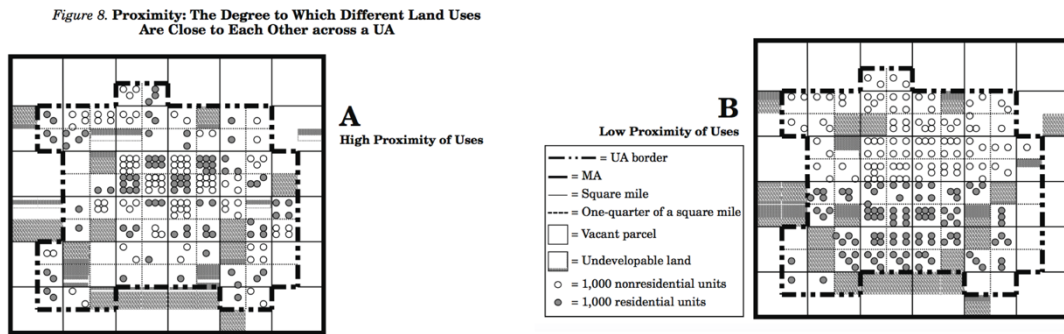 Figure 8. Proximity: The Degree to Which Different Land Uses
Are Close to Each Other across a UA
A
High Proximity of Uses
B
Low Proximity of Uses
= UA border
= MA
= Square mile
= One-quarter of a square mile
= Vacant parcel
= Undevelopable land
= 1,000 nonresidential units
= 1,000 residential units